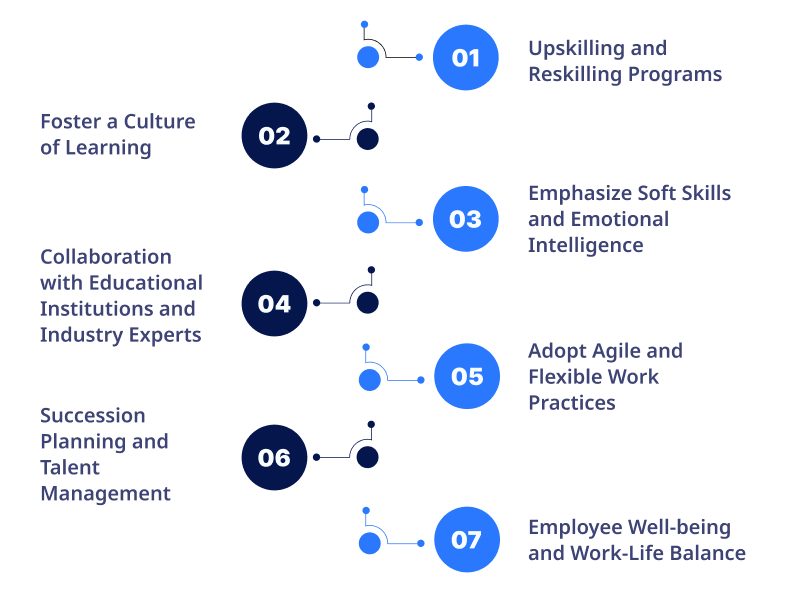 01
Upskilling and
Reskilling Programs
02
Foster a Culture
of Learning
03
Emphasize Soft Skills
and Emotional
Intelligence
04
Collaboration
with Educational
Institutions and
Industry Experts
05
Adopt Agile and
Flexible Work
Practices
06
Succession
Planning and
Talent
Management
07
Employee Well-being
and Work-Life Balance